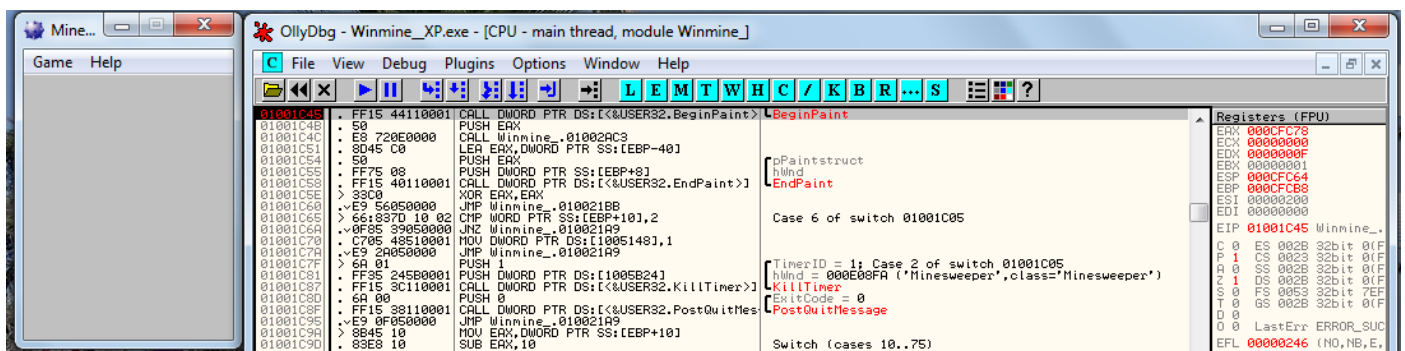 Mine...
Game Help
OllyDbg - Winmine__XP.exe - [CPU - main thread, module Winmine_]
C File View Debug Plugins Options Window Help
L E M T W H C / K B R ... S ?
01001C45 . FF15 44110001 CALL DWORD PTR DS:[<&USER32.BeginPaint> BeginPaint
01001C4B . 50 PUSH EAX
01001C4C . E8 720E0000 CALL Winmine_.01002AC3
01001C51 . 8D45 C0 LEA EAX,DWORD PTR SS:[EBP-40]
01001C54 . 50 PUSH EAX pPaintstruct
01001C55 . FF75 08 PUSH DWORD PTR SS:[EBP+8] hWnd
01001C58 . FF15 40110001 CALL DWORD PTR DS:[<&USER32.EndPaint>] EndPaint
01001C5E > 33C0 XOR EAX,EAX
01001C60 .vE9 56050000 JMP Winmine_.010021BB
01001C65 > 66:837D 10 02 CMP WORD PTR SS:[EBP+10],2 Case 6 of switch 01001C05
01001C6A .v0F85 39050000 JNZ Winmine_.010021A9
01001C70 . C705 48510001 MOV DWORD PTR DS:[1005148],1
01001C7A .vE9 2A050000 JMP Winmine_.010021A9
01001C7F > 6A 01 PUSH 1 TimerID = 1; Case 2 of switch 01001C05
01001C81 . FF35 245B0001 PUSH DWORD PTR DS:[1005B24] hWnd = 000E08FA ('Minesweeper',class='Minesweeper')
01001C87 . FF15 3C110001 CALL DWORD PTR DS:[<&USER32.KillTimer>] KillTimer
01001C8D . 6A 00 PUSH 0 ExitCode = 0
01001C8F . FF15 38110001 CALL DWORD PTR DS:[<&USER32.PostQuitMes PostQuitMessage
01001C95 .vE9 0F050000 JMP Winmine_.010021A9
01001C9A > 8B45 10 MOV EAX,DWORD PTR SS:[EBP+10]
01001C9D . 83E8 10 SUB EAX,10 Switch (cases 10..75)
Registers (FPU)
EAX 000CFC78
ECX 00000000
EDX 0000000F
EBX 00000001
ESP 000CFC64
EBP 000CFCB8
ESI 00000200
EDI 00000000
EIP 01001C45 Winmine_.
C 0 ES 002B 32bit 0(F
P 1 CS 0023 32bit 0(F
A 0 SS 002B 32bit 0(F
Z 1 DS 002B 32bit 0(F
S 0 FS 0053 32bit 7EF
T 0 GS 002B 32bit 0(F
D 0
O 0 LastErr ERROR_SUC
EFL 00000246 (NO,NB,E,